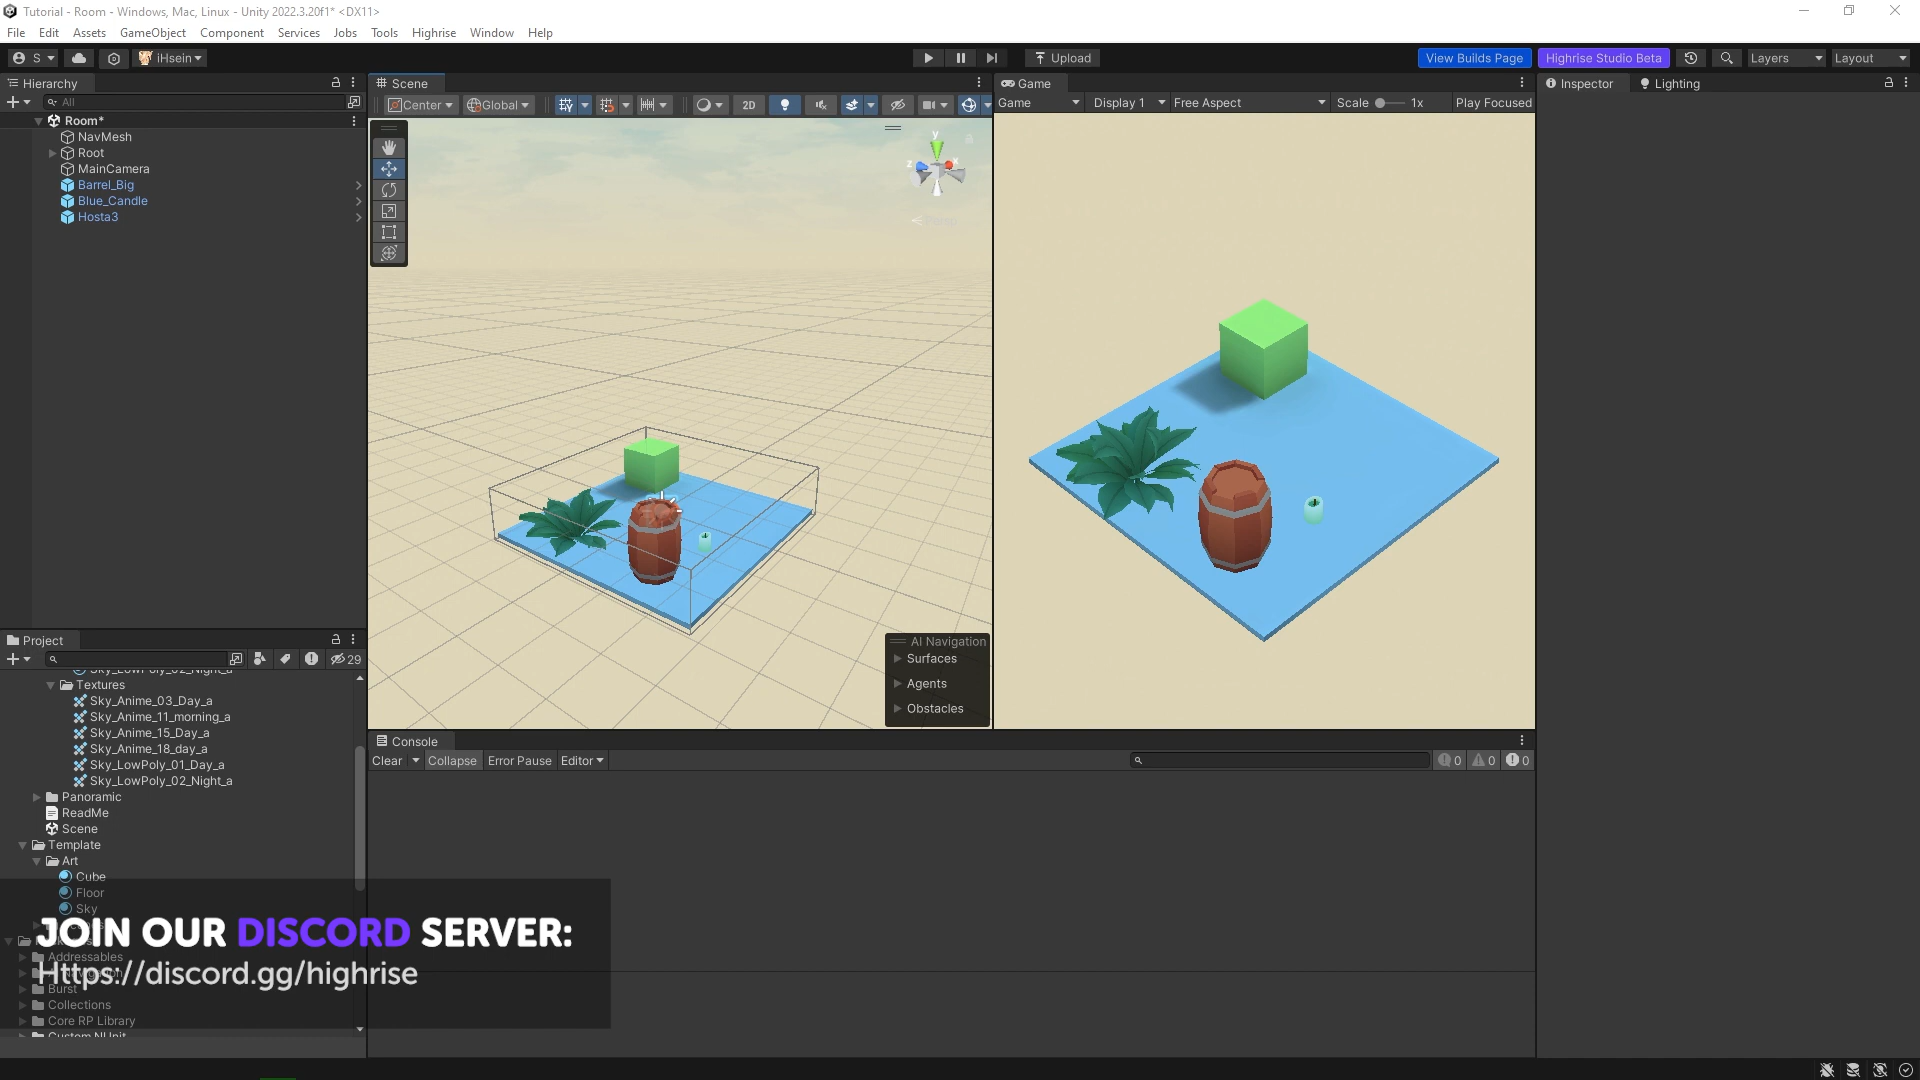 Tutorial - Room - Windows, Mac, Linux - Unity 2022.3.20f1* <DX11>
File Edit Assets GameObject Component Services Jobs Tools Highrise Window Help
S iHsein Upload View Builds Page Highrise Studio Beta Layers Layout
Hierarchy
All
Room*
NavMesh
Root
MainCamera
Barrel_Big
Blue_Candle
Hosta3
Scene
Center Global 2D
y
x
z
AI Navigation
Surfaces
Agents
Obstacles
Game
Game Display 1 Free Aspect Scale 1x Play Focused
Inspector Lighting
Project
29
Sky_LowPoly_02_Night_a
Textures
Sky_Anime_03_Day_a
Sky_Anime_11_morning_a
Sky_Anime_15_Day_a
Sky_Anime_18_day_a
Sky_LowPoly_01_Day_a
Sky_LowPoly_02_Night_a
Panoramic
ReadMe
Scene
Template
Art
Cube
Floor
Sky
Addressables
Burst
Collections
Core RP Library
Custom NUnit
Console
Clear Collapse Error Pause Editor 0 0 0
JOIN OUR DISCORD SERVER:
Https://discord.gg/highrise